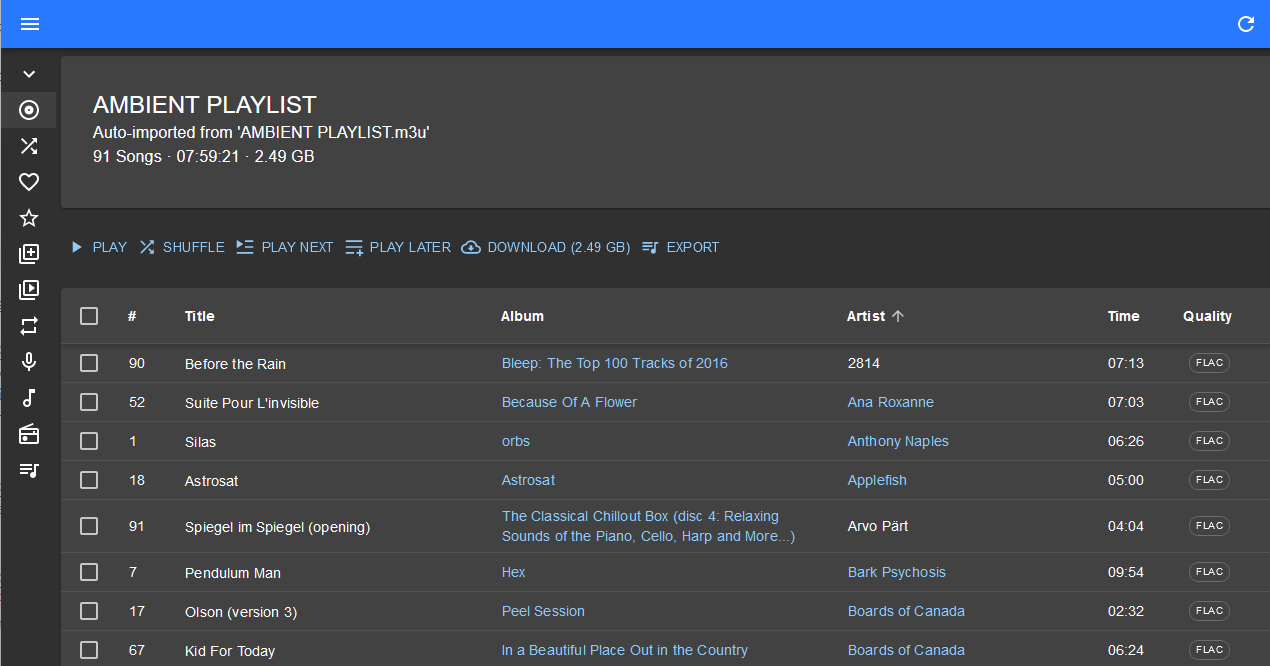 AMBIENT PLAYLIST
Auto-imported from 'AMBIENT PLAYLIST.m3u'
91 Songs · 07:59:21 · 2.49 GB
PLAY SHUFFLE PLAY NEXT PLAY LATER DOWNLOAD (2.49 GB) EXPORT
# Title Album Artist Time Quality
90 Before the Rain Bleep: The Top 100 Tracks of 2016 2814 07:13 FLAC
52 Suite Pour L'invisible Because Of A Flower Ana Roxanne 07:03 FLAC
1 Silas orbs Anthony Naples 06:26 FLAC
18 Astrosat Astrosat Applefish 05:00 FLAC
91 Spiegel im Spiegel (opening) The Classical Chillout Box (disc 4: Relaxing
Sounds of the Piano, Cello, Harp and More...) Arvo Pärt 04:04 FLAC
7 Pendulum Man Hex Bark Psychosis 09:54 FLAC
17 Olson (version 3) Peel Session Boards of Canada 02:32 FLAC
67 Kid For Today In a Beautiful Place Out in the Country Boards of Canada 06:24 FLAC